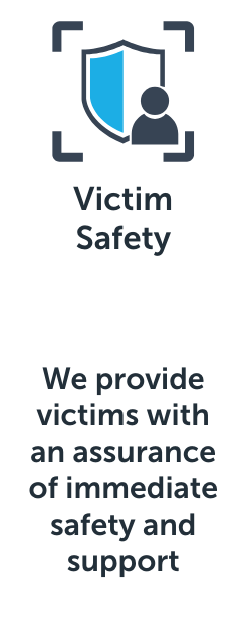 Victim
Safety
We provide
victims with
an assurance
of immediate
safety and
support